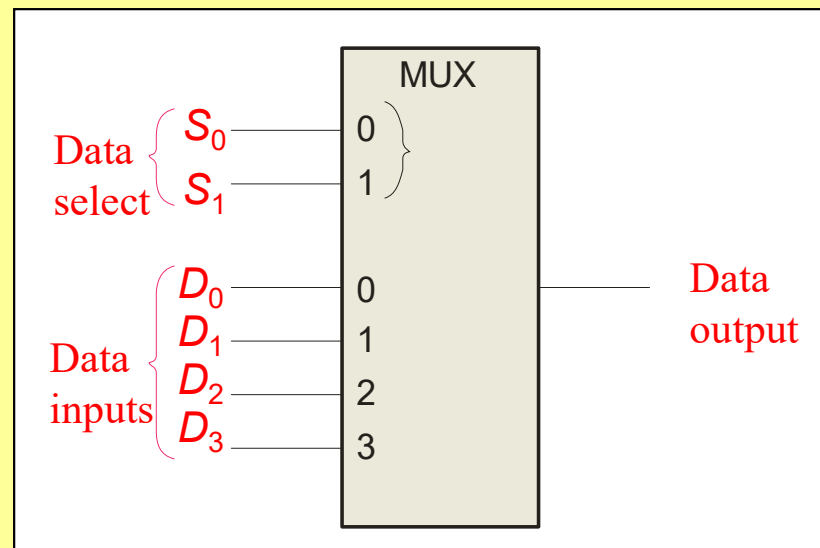 MUX
Data
select
S0
S1
0
1
Data
inputs
D0
D1
D2
D3
0
1
2
3
Data
output